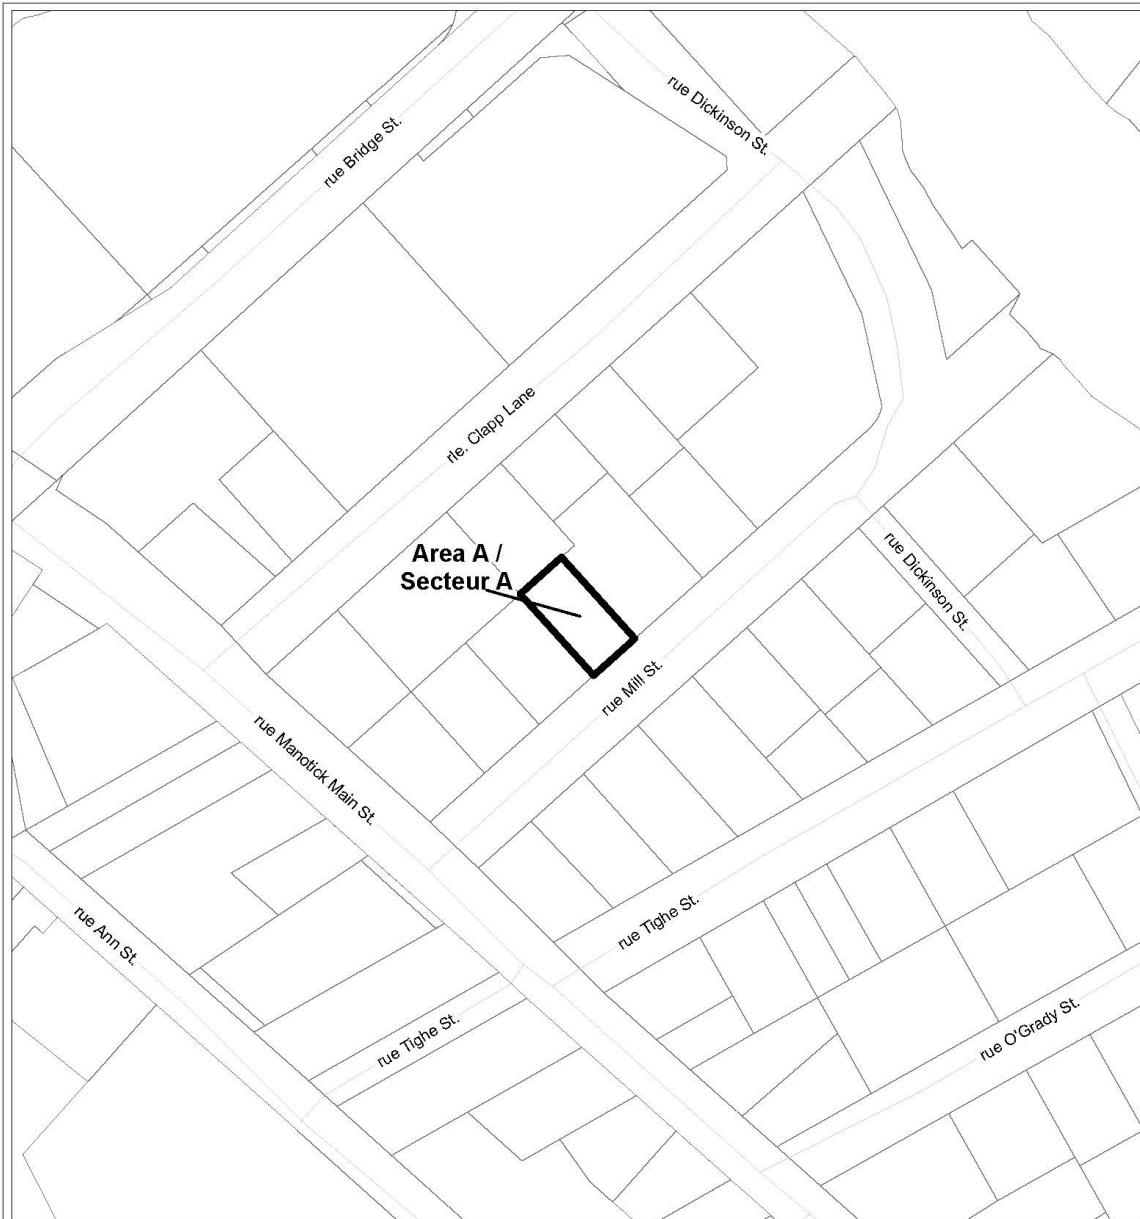 rue Dickinson St.
rue Bridge St.
rle. Clapp Lane
Area A /
Secteur A
rue Dickinson St.
rue Mill St.
rue Manotick Main St.
rue Tighe St.
rue Ann St.
rue Tighe St.
rue O'Grady St.